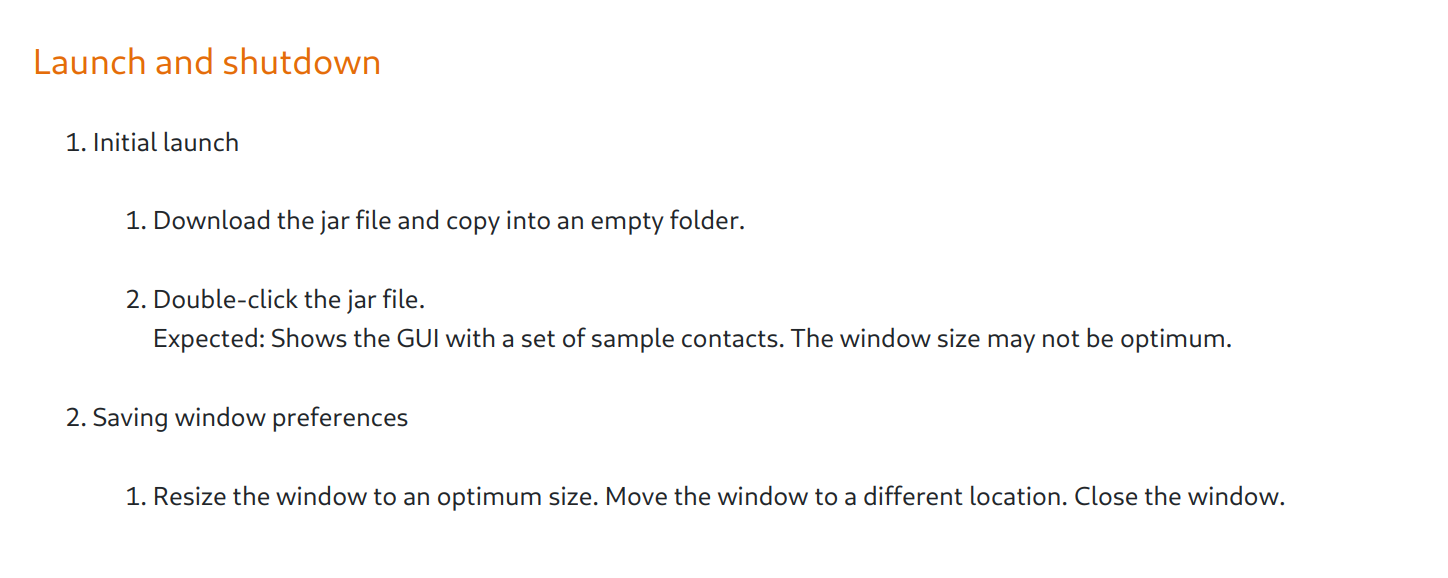 Launch and shutdown
1. Initial launch
1. Download the jar file and copy into an empty folder.
2. Double-click the jar file.
Expected: Shows the GUI with a set of sample contacts. The window size may not be optimum.
2. Saving window preferences
1. Resize the window to an optimum size. Move the window to a different location. Close the window.